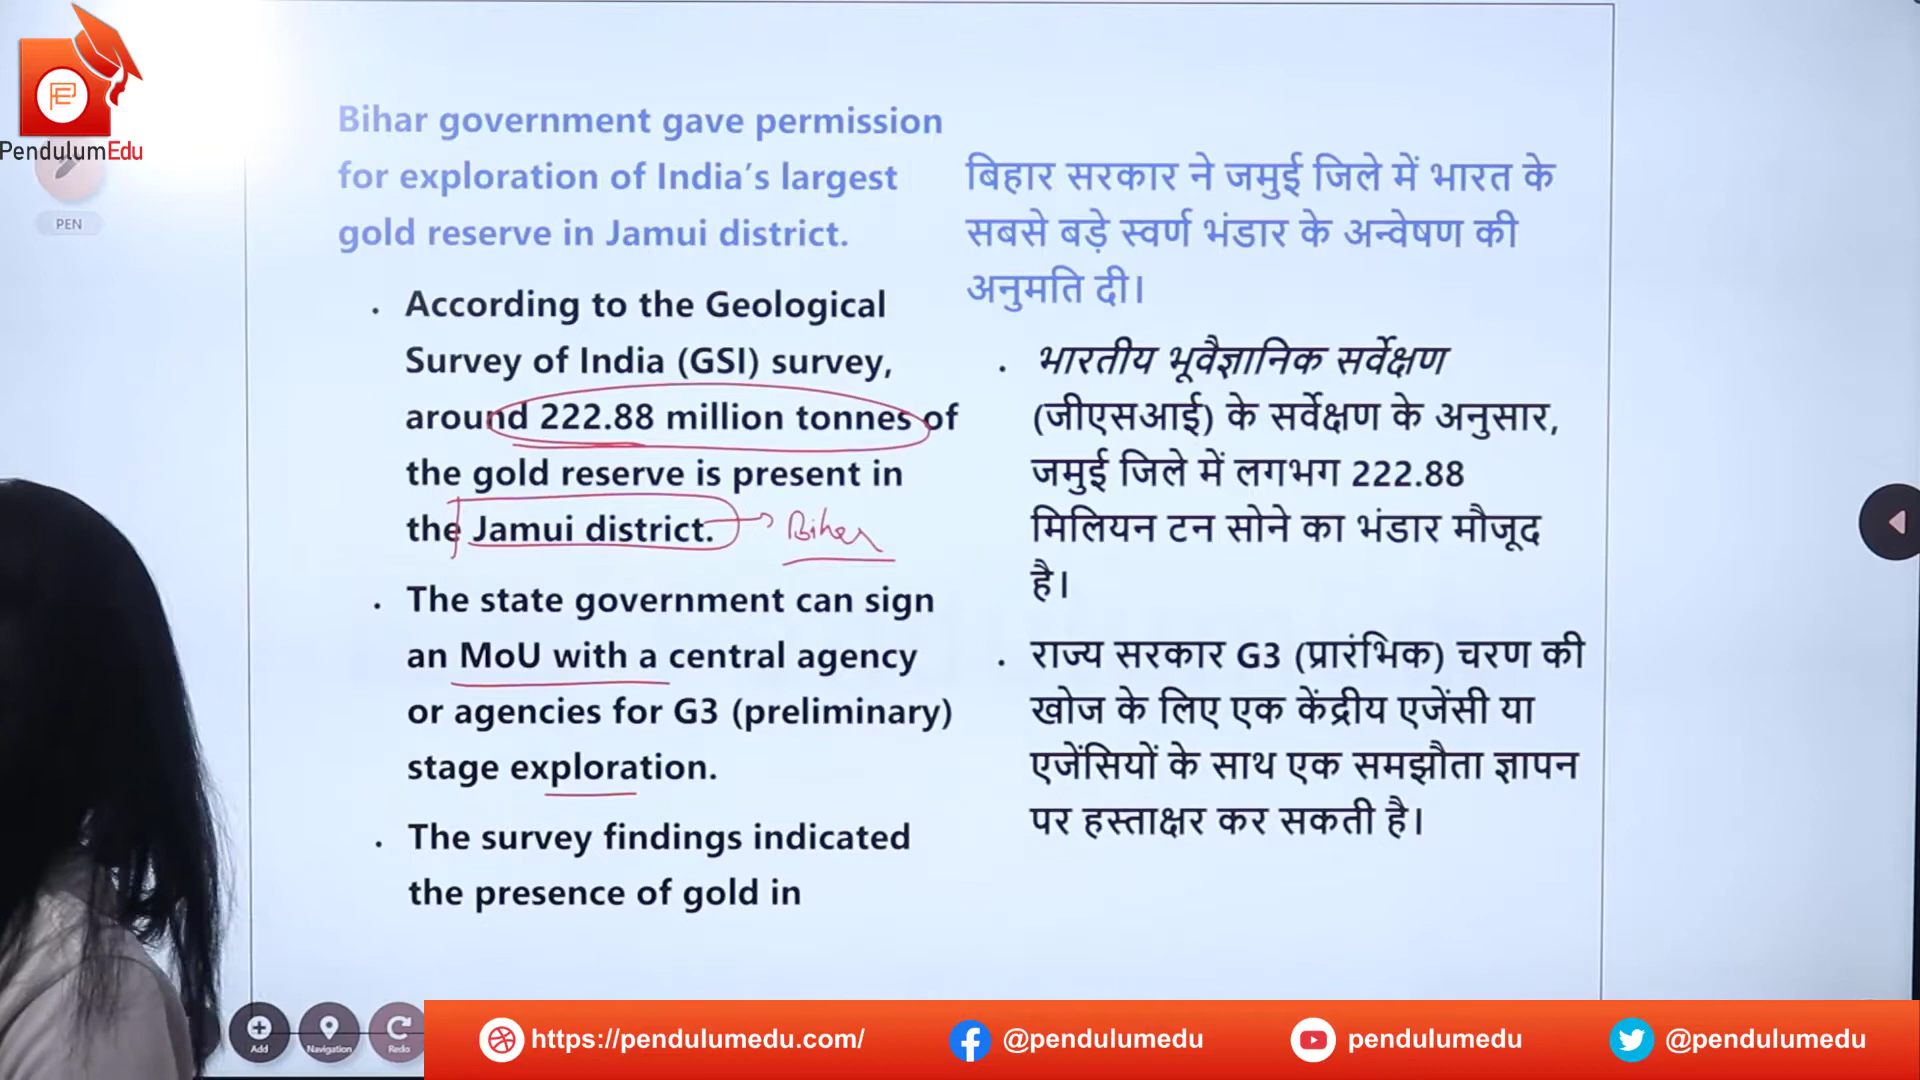 PendulumEdu
PEN
Bihar government gave permission
for exploration of India's largest
gold reserve in Jamui district.
• According to the Geological
Survey of India (GSI) survey,
around 222.88 million tonnes of
the gold reserve is present in
the Jamui district.
Bihar
• The state government can sign
an MoU with a central agency
or agencies for G3 (preliminary)
stage exploration.
• The survey findings indicated
the presence of gold in
बिहार सरकार ने जमुई जिले में भारत के
सबसे बड़े स्वर्ण भंडार के अन्वेषण की
अनुमति दी।
• भारतीय भूवैज्ञानिक सर्वेक्षण
(जीएसआई) के सर्वेक्षण के अनुसार,
जमुई जिले में लगभग 222.88
मिलियन टन सोने का भंडार मौजूद
है।
• राज्य सरकार G3 (प्रारंभिक) चरण की
खोज के लिए एक केंद्रीय एजेंसी या
एजेंसियों के साथ एक समझौता ज्ञापन
पर हस्ताक्षर कर सकती है।
Add Navigation Redo
https://pendulumedu.com/ @pendulumedu pendulumedu @pendulumedu